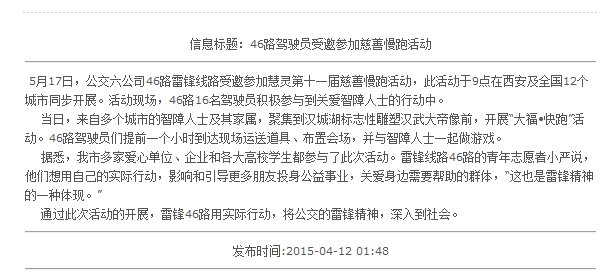 信息标题：46路驾驶员受邀参加慈善慢跑活动
5月17日，公交六公司46路雷锋线路受邀参加慧灵第十一届慈善慢跑活动，此活动于9点在西安及全国12个
城市同步开展。活动现场，46路16名驾驶员积极参与到关爱智障人士的行动中。
当日，来自多个城市的智障人士及其家属，聚集到汉城湖标志性雕塑汉武大帝像前，开展“大福•快跑”活
动。46路驾驶员们提前一个小时到达现场运送道具、布置会场，并与智障人士一起做游戏。
据悉，我市多家爱心单位、企业和各大高校学生都参与了此次活动。雷锋线路46路的青年志愿者小严说，
他们想用自己的实际行动，影响和引导更多朋友投身公益事业，关爱身边需要帮助的群体，“这也是雷锋精神
的一种体现。”
通过此次活动的开展，雷锋46路用实际行动，将公交的雷锋精神，深入到社会。
发布时间:2015-04-12 01:48